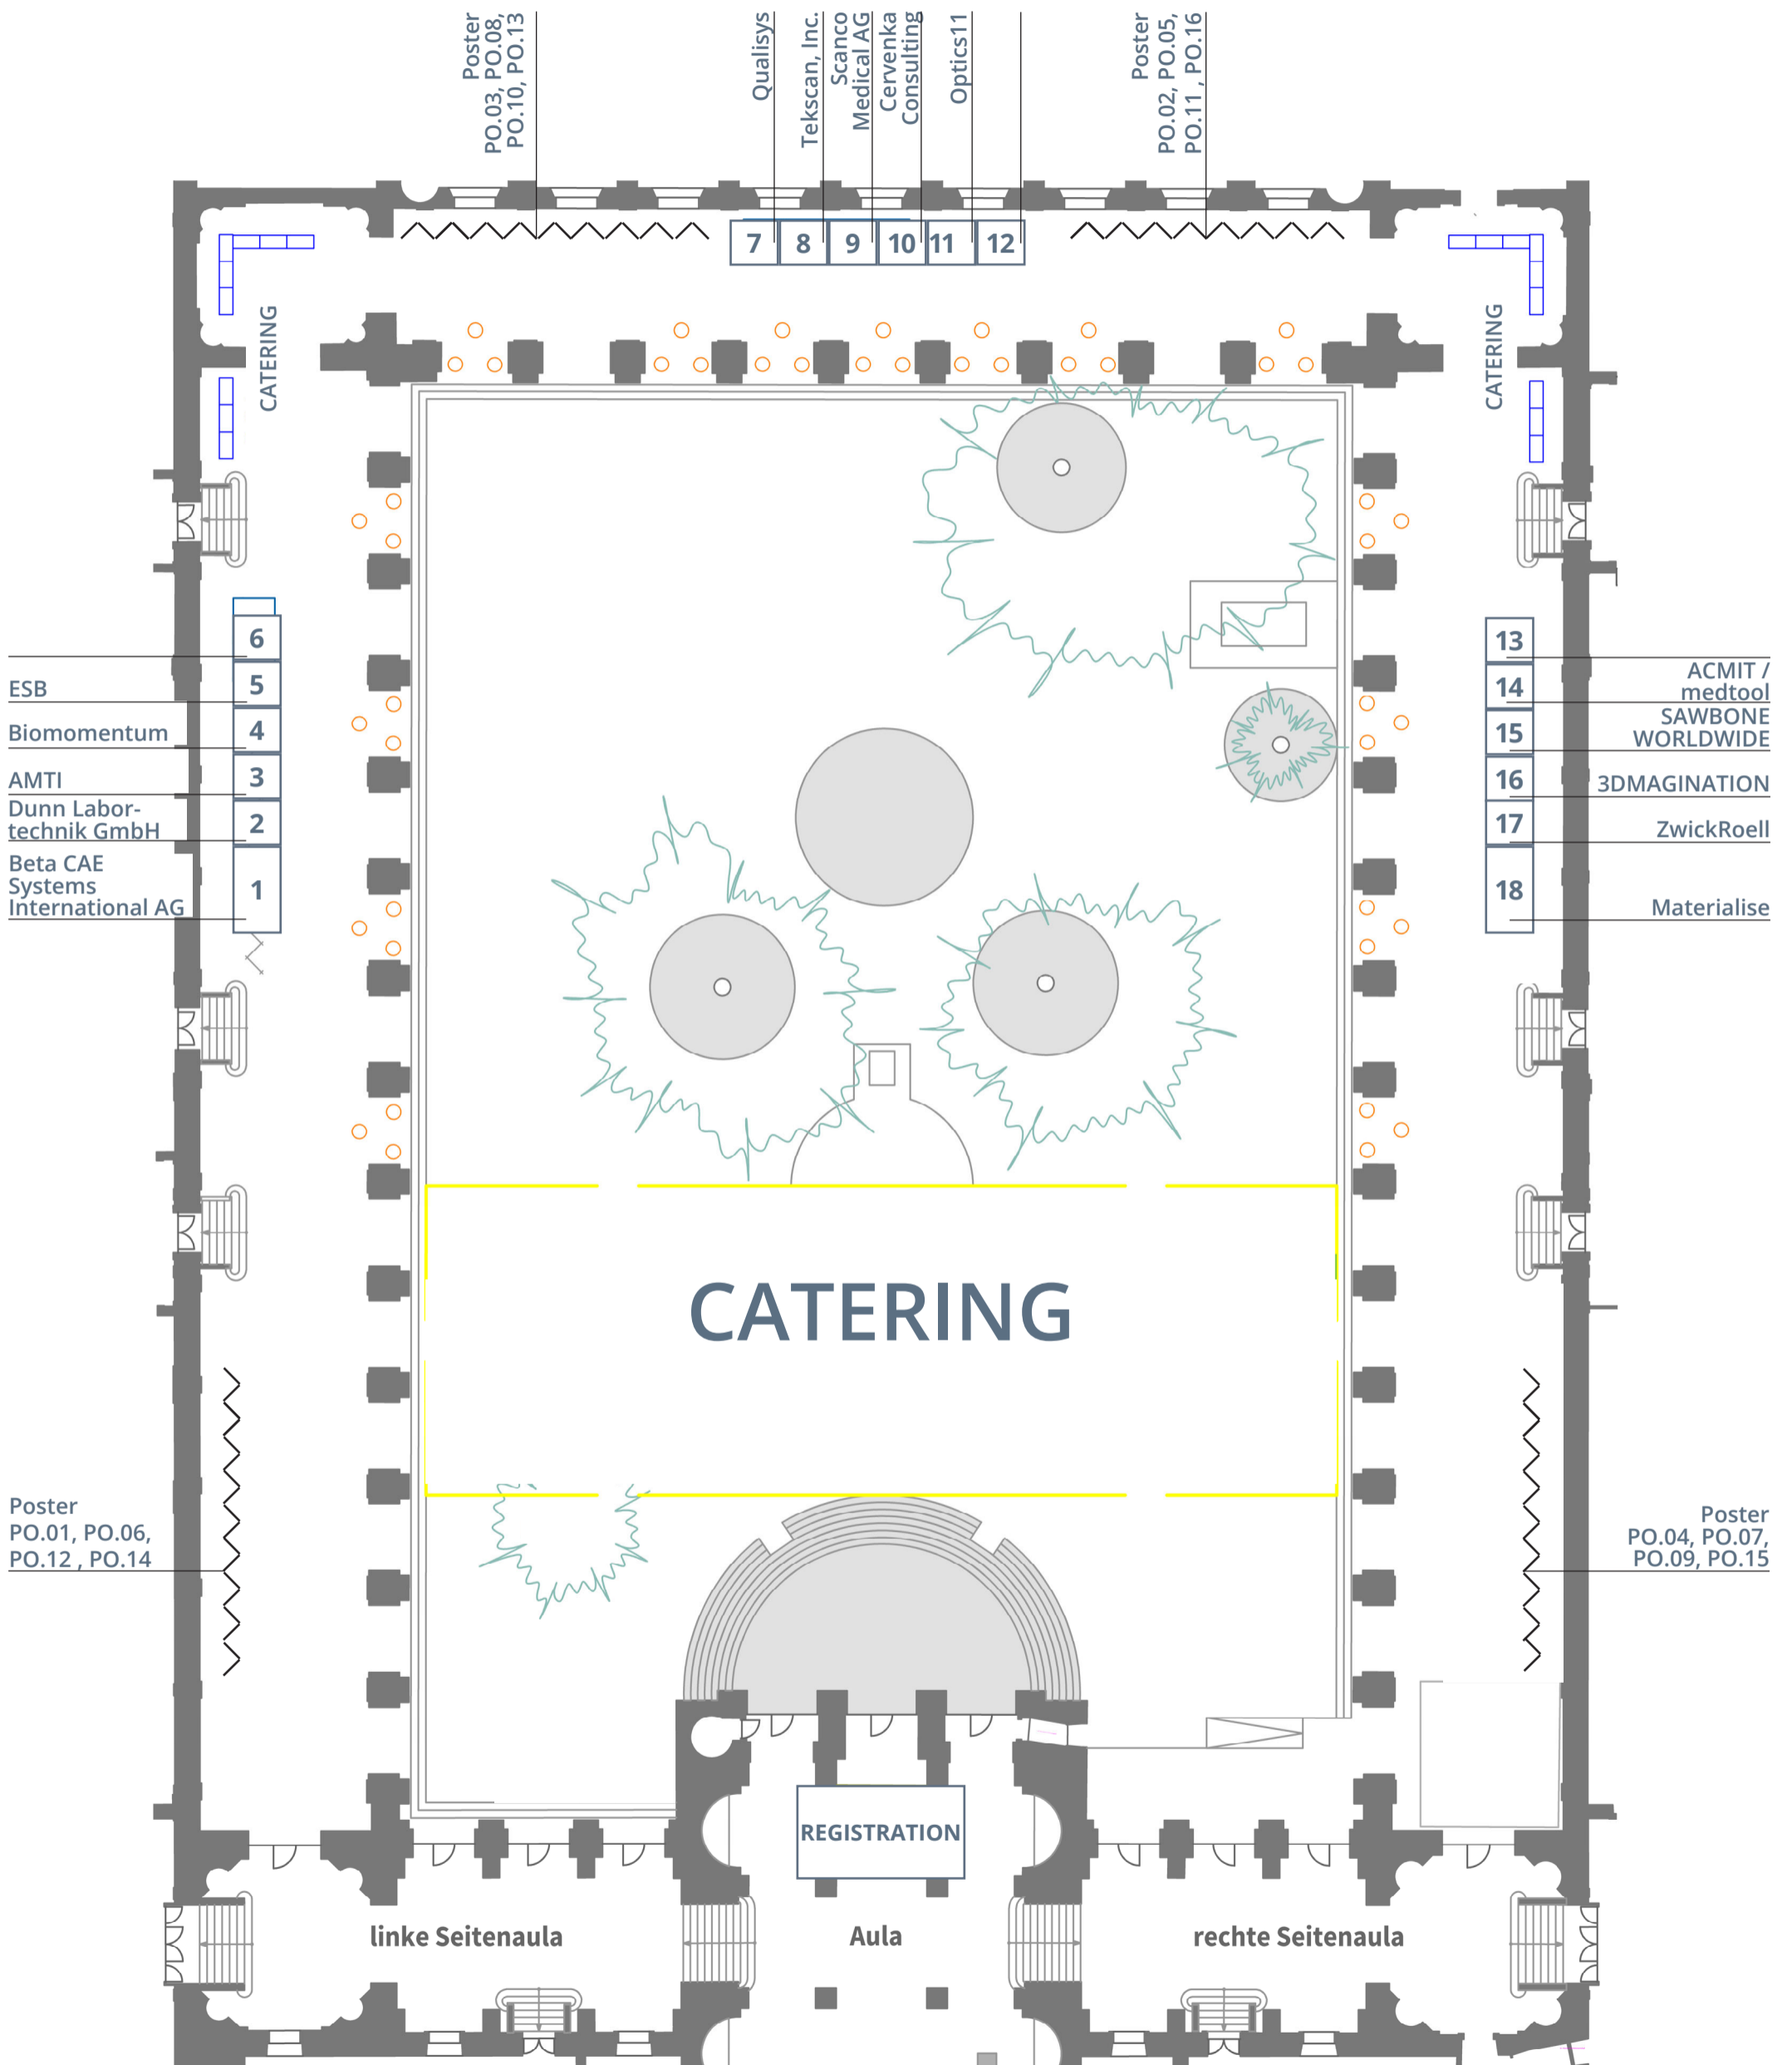 Poster
PO.03, PO.08,
PO.10, PO.13
Qualisys
Tekscan, Inc.
Scanco
Medical AG
Cervenka
Consulting
Optics11
Poster
PO.02, PO.05,
PO.11 , PO.16
7
8
9
10
11
12
CATERING
CATERING
6
5
4
3
2
1
ESB
Biomomentum
AMTI
Dunn Labor-
technik GmbH
Beta CAE
Systems
International AG
13
14
15
16
17
18
ACMIT /
medtool
SAWBONE
WORLDWIDE
3DMAGINATION
ZwickRoell
Materialise
CATERING
Poster
PO.01, PO.06,
PO.12 , PO.14
Poster
PO.04, PO.07,
PO.09, PO.15
REGISTRATION
linke Seitenaula
Aula
rechte Seitenaula